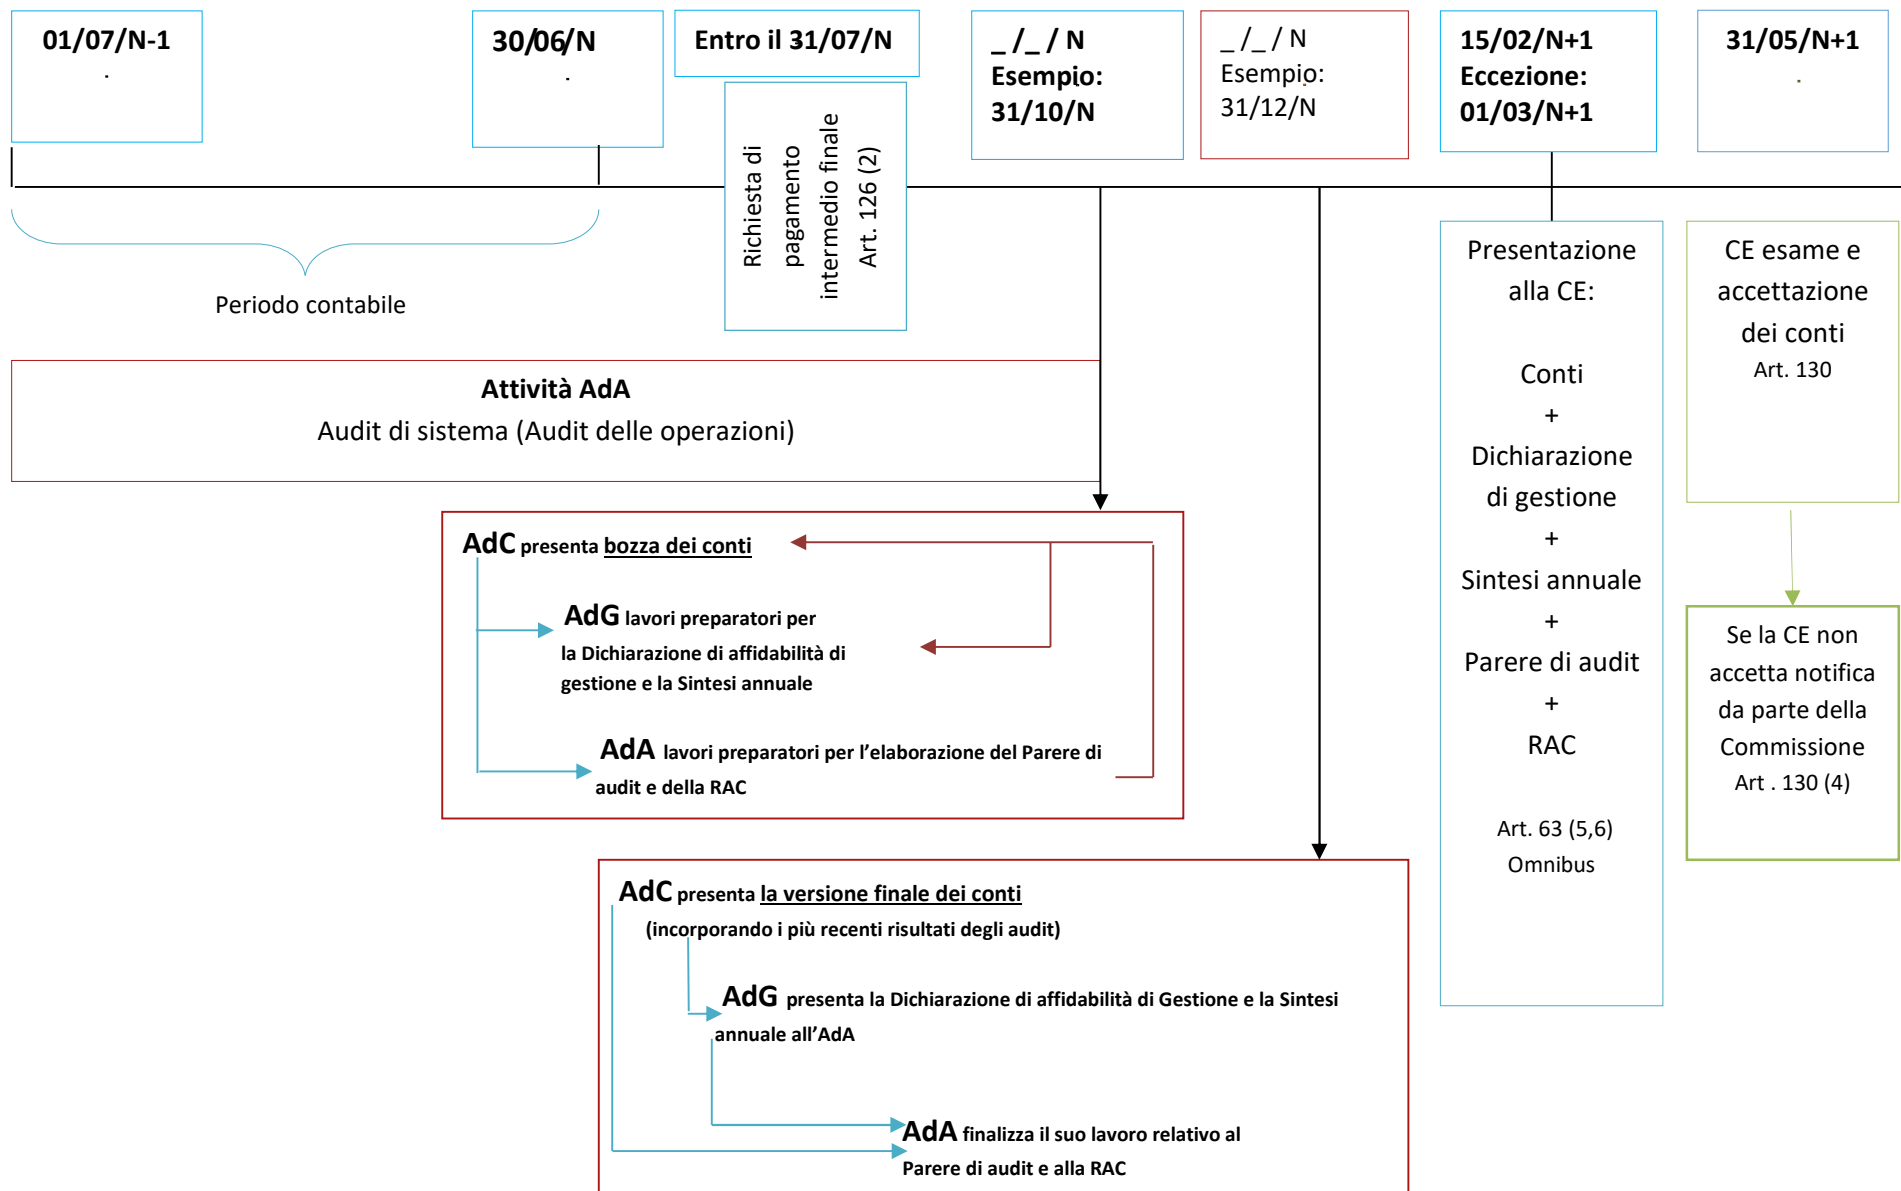 01/07/N-1
30/06/N
Entro il 31/07/N
_ /_ / N
Esempio:
31/10/N
_ /_ / N
Esempio:
31/12/N
15/02/N+1
Eccezione:
01/03/N+1
31/05/N+1
Richiesta di
pagamento
intermedio finale
Art. 126 (2)
Periodo contabile
Attività AdA
Audit di sistema (Audit delle operazioni)
AdC presenta bozza dei conti
AdG lavori preparatori per
la Dichiarazione di affidabilità di
gestione e la Sintesi annuale
AdA lavori preparatori per l'elaborazione del Parere di
audit e della RAC
AdC presenta la versione finale dei conti
(incorporando i più recenti risultati degli audit)
AdG presenta la Dichiarazione di affidabilità di Gestione e la Sintesi
annuale all'AdA
AdA finalizza il suo lavoro relativo al
Parere di audit e alla RAC
Presentazione
alla CE:
Conti
+
Dichiarazione
di gestione
+
Sintesi annuale
+
Parere di audit
+
RAC
Art. 63 (5,6)
Omnibus
CE esame e
accettazione
dei conti
Art. 130
Se la CE non
accetta notifica
da parte della
Commissione
Art . 130 (4)